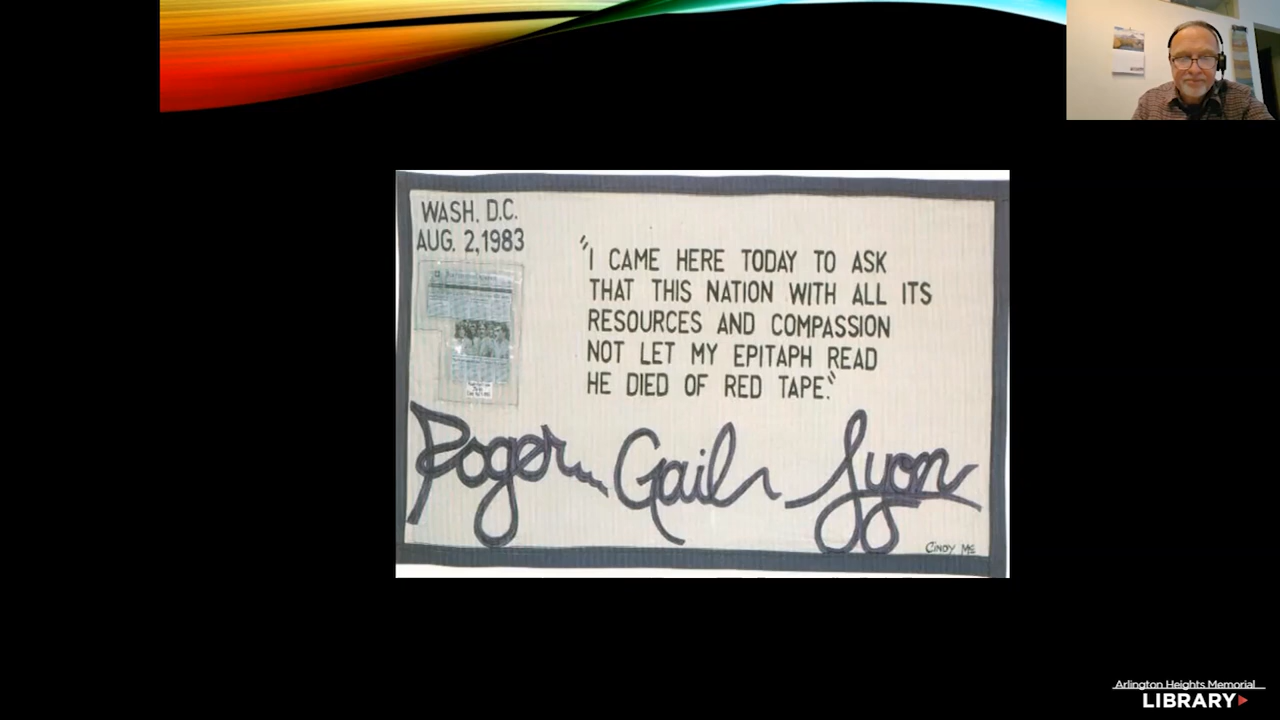 WASH. D.C.
AUG. 2, 1983
"I CAME HERE TODAY TO ASK
THAT THIS NATION WITH ALL ITS
RESOURCES AND COMPASSION
NOT LET MY EPITAPH READ
HE DIED OF RED TAPE."
Roger Gail Lyon
CINDY Mc
Arlington Heights Memorial
LIBRARY